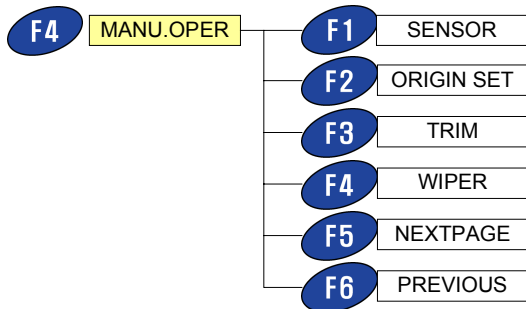 F4 MANU.OPER F1 SENSOR
F2 ORIGIN SET
F3 TRIM
F4 WIPER
F5 NEXTPAGE
F6 PREVIOUS